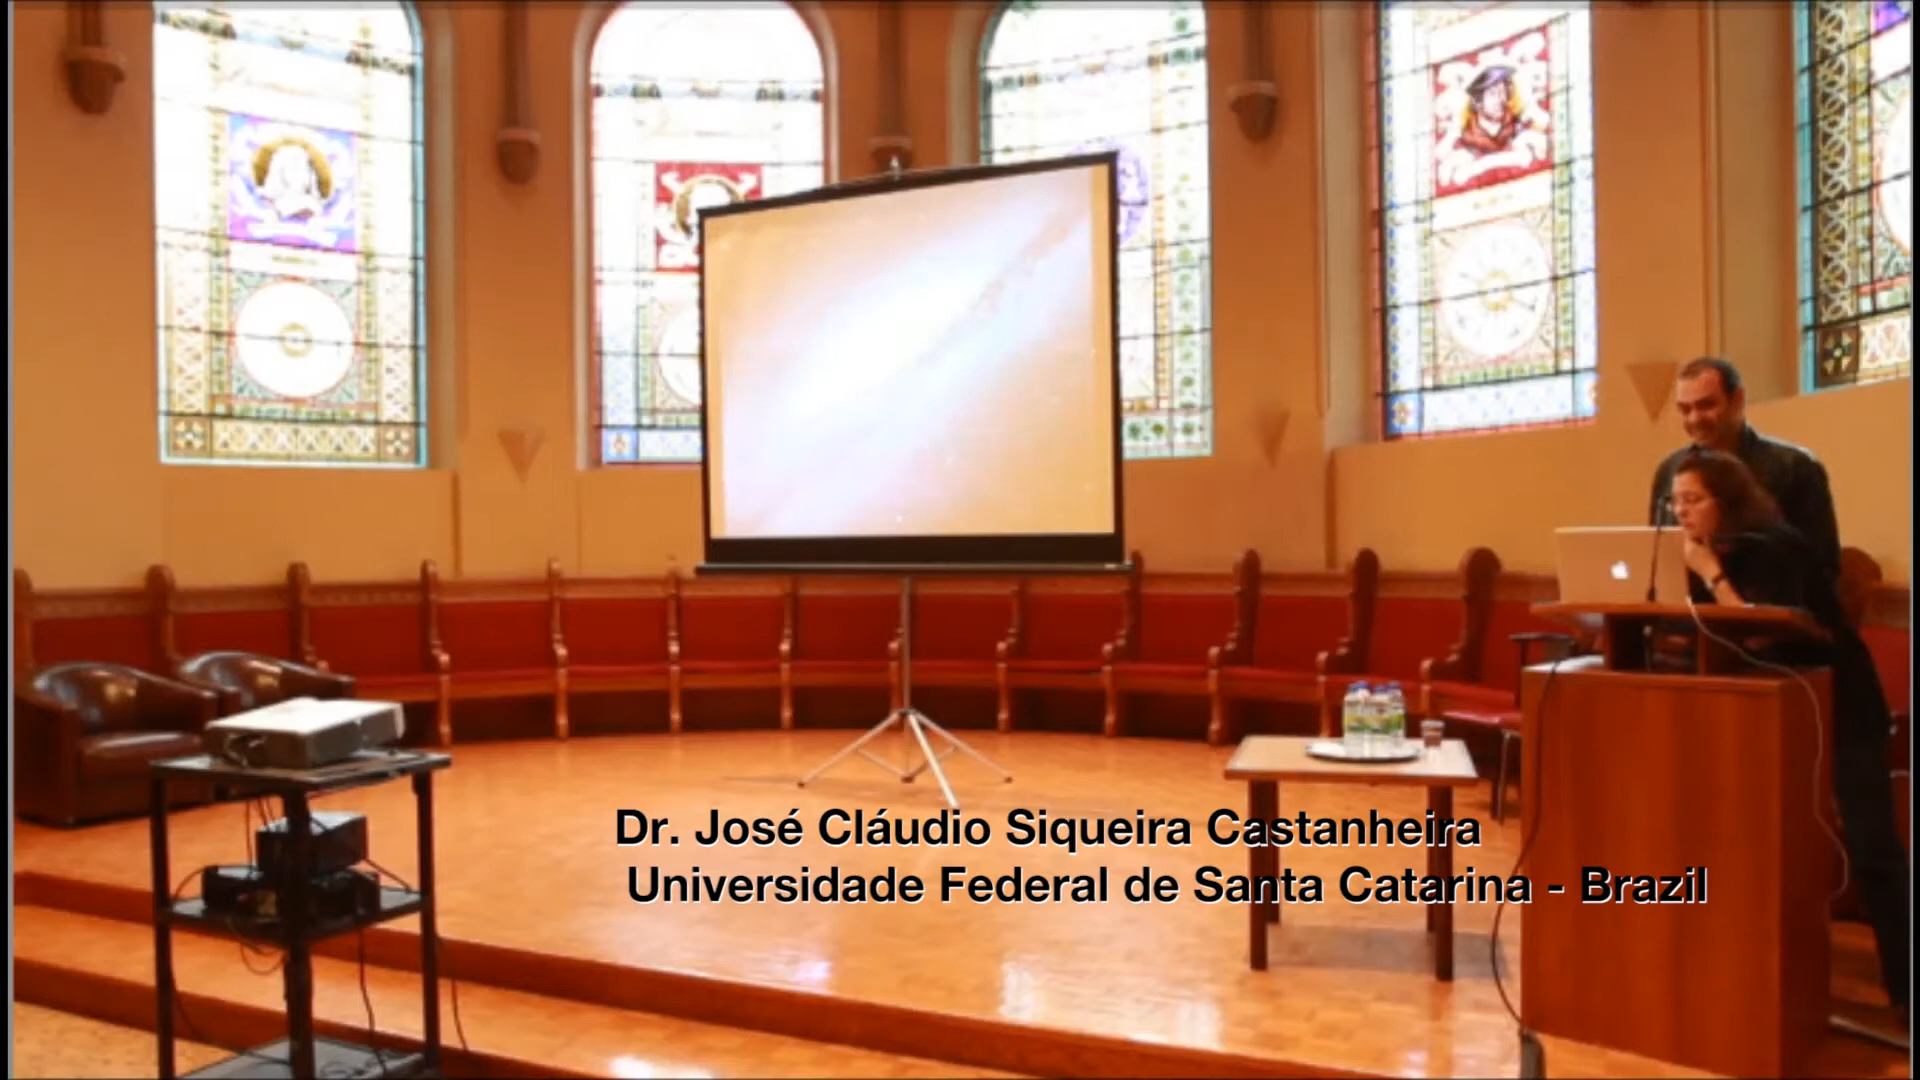 Dr. José Cláudio Siqueira Castanheira
Universidade Federal de Santa Catarina - Brazil